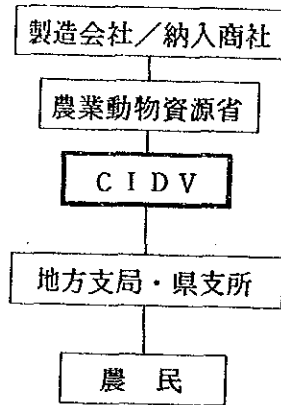 製造会社／納入商社
農業動物資源省
ＣＩＤＶ
地方支局・県支所
農　民